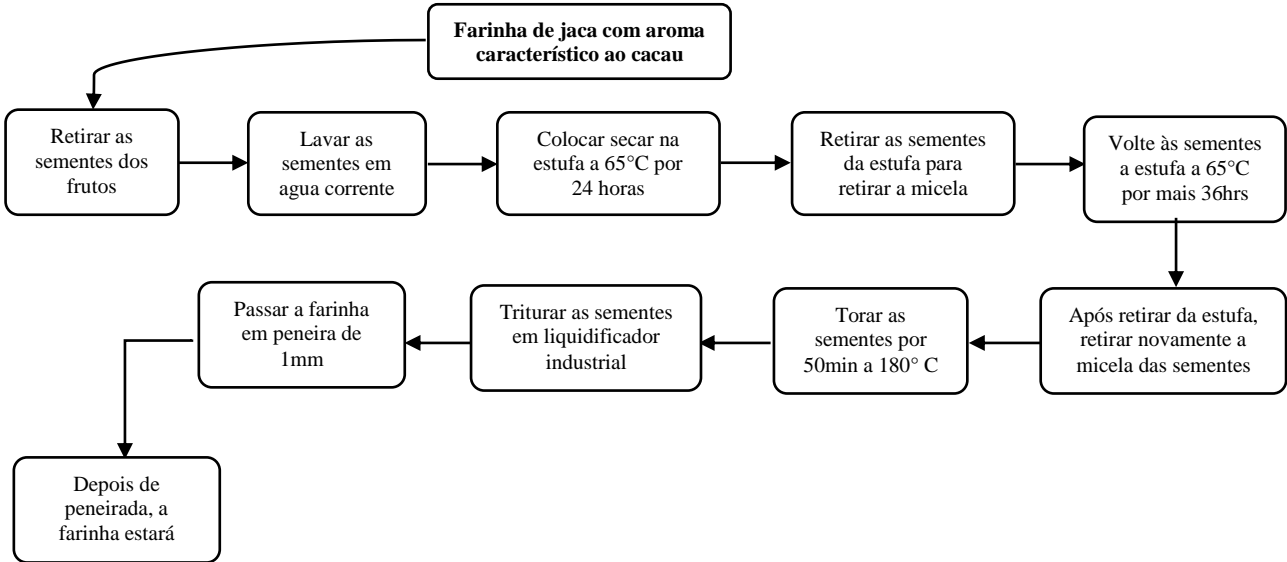 Farinha de jaca com aroma
característico ao cacau
Retirar as
sementes dos
frutos
Lavar as
sementes em
agua corrente
Colocar secar na
estufa a 65°C por
24 horas
Retirar as sementes
da estufa para
retirar a micela
Volte às sementes
a estufa a 65°C
por mais 36hrs
Após retirar da estufa,
retirar novamente a
micela das sementes
Torar as
sementes por
50min a 180° C
Triturar as sementes
em liquidificador
industrial
Passar a farinha
em peneira de
1mm
Depois de
peneirada, a
farinha estará